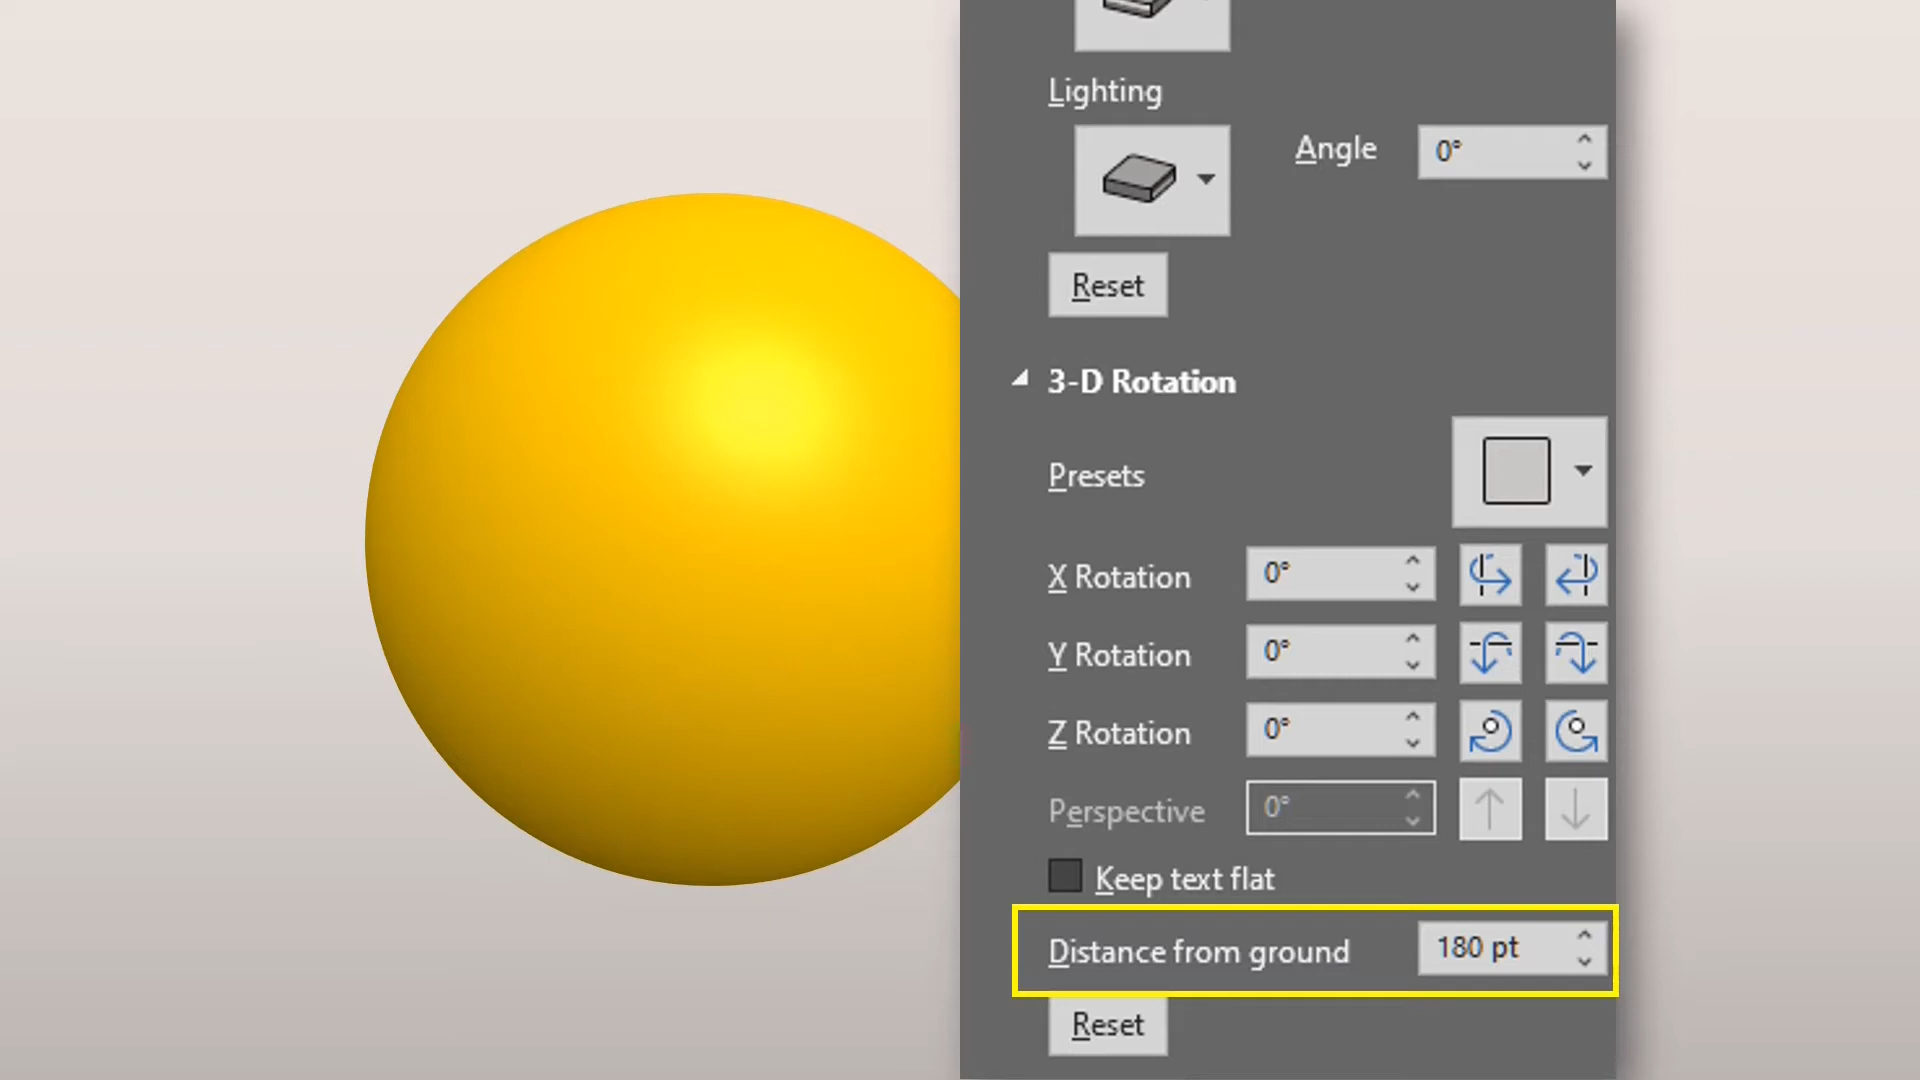 Lighting
Angle 0°
Reset
3-D Rotation
Presets
X Rotation 0°
Y Rotation 0°
Z Rotation 0°
Perspective 0°
Keep text flat
Distance from ground 180 pt
Reset